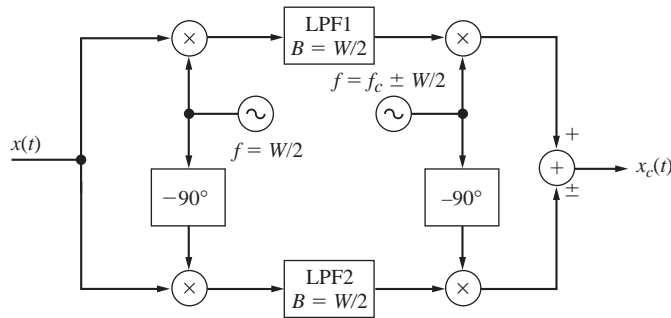 LPF1
B = W/2
×
×
f = f_c ± W/2
x(t)
f = W/2
+
+
x_c(t)
±
−90°
–90°
×
LPF2
B = W/2
×